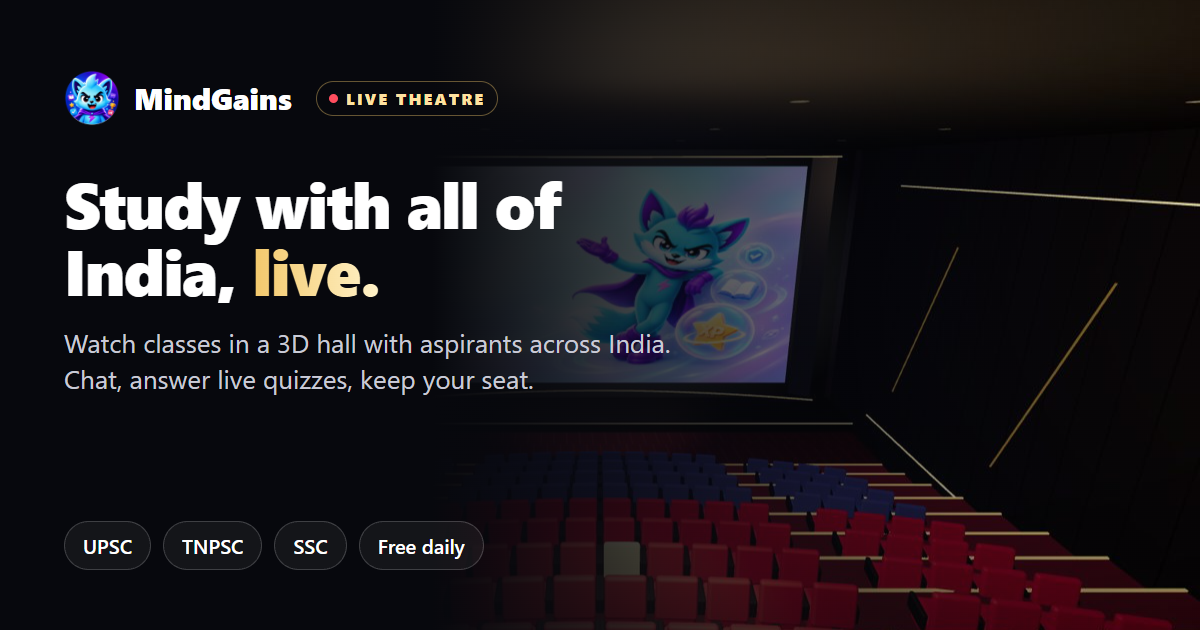 MindGains
LIVE THEATRE
Study with all of
India, live.
Watch classes in a 3D hall with aspirants across India.
Chat, answer live quizzes, keep your seat.
XP
UPSC
TNPSC
SSC
Free daily